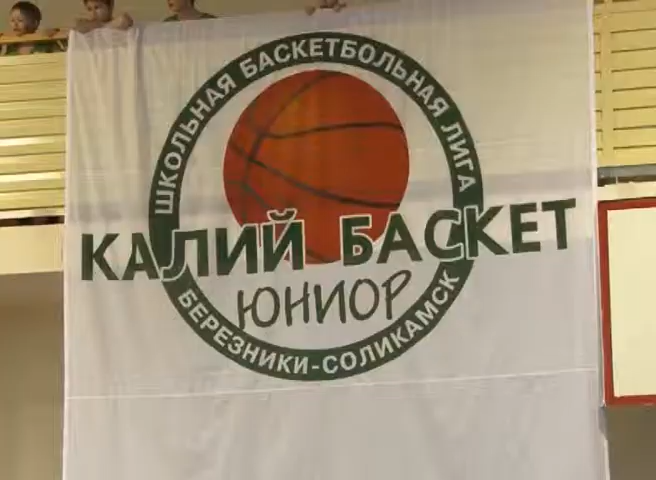 ШКОЛЬНАЯ БАСКЕТБОЛЬНАЯ ЛИГА
КАЛИЙ БАСКЕТ
ЮНИОР
БЕРЕЗНИКИ-СОЛИКАМСК